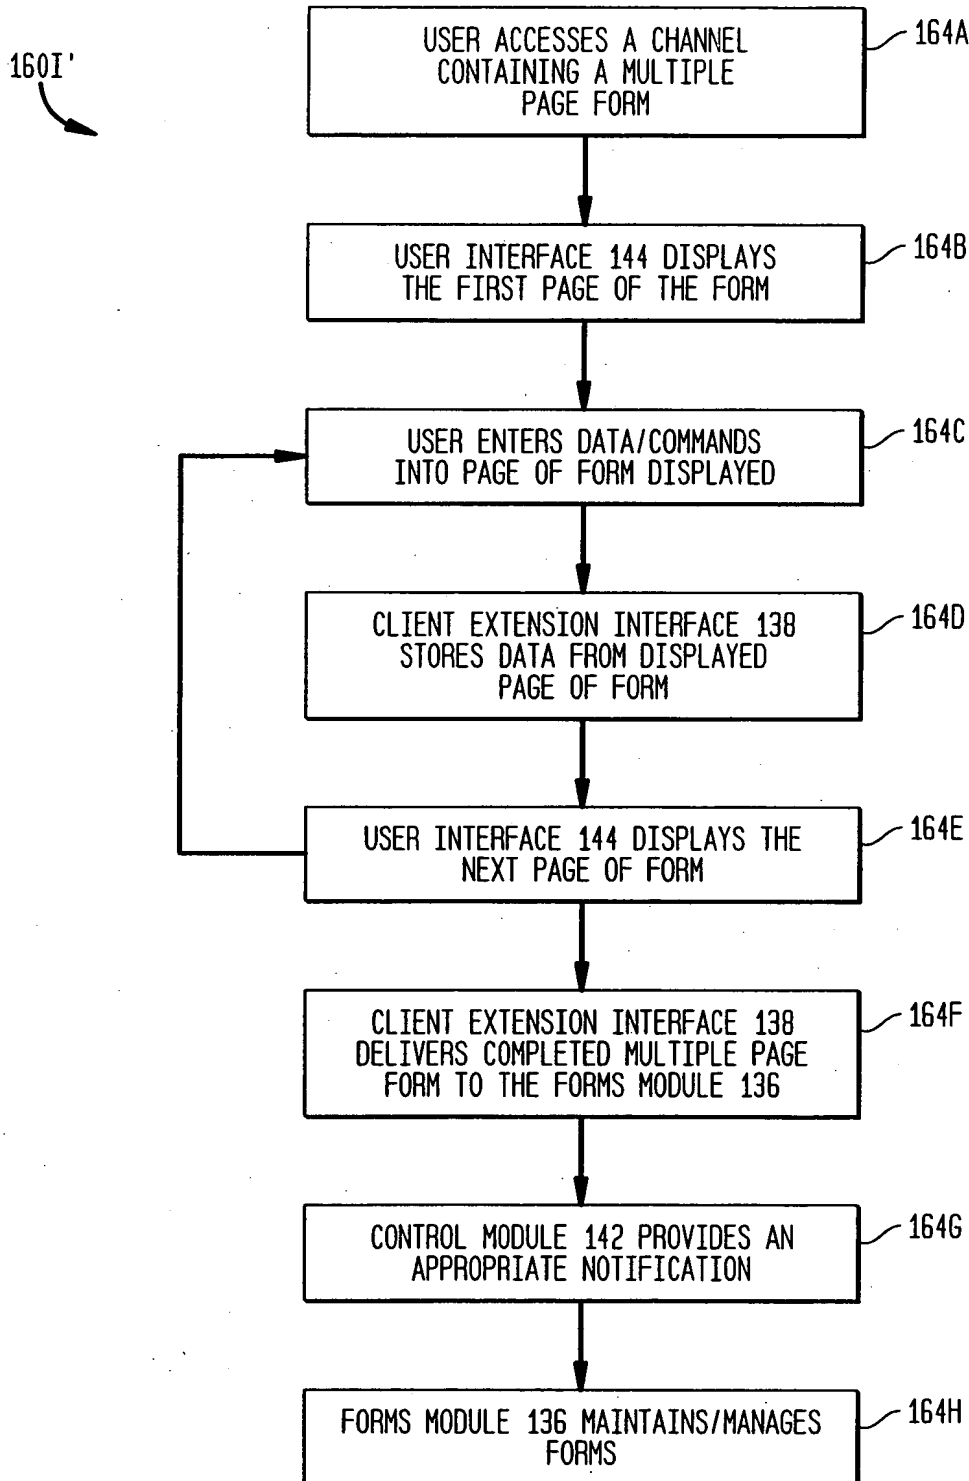 160I'
USER ACCESSES A CHANNEL
CONTAINING A MULTIPLE
PAGE FORM
164A
USER INTERFACE 144 DISPLAYS
THE FIRST PAGE OF THE FORM
164B
USER ENTERS DATA/COMMANDS
INTO PAGE OF FORM DISPLAYED
164C
CLIENT EXTENSION INTERFACE 138
STORES DATA FROM DISPLAYED
PAGE OF FORM
164D
USER INTERFACE 144 DISPLAYS THE
NEXT PAGE OF FORM
164E
CLIENT EXTENSION INTERFACE 138
DELIVERS COMPLETED MULTIPLE PAGE
FORM TO THE FORMS MODULE 136
164F
CONTROL MODULE 142 PROVIDES AN
APPROPRIATE NOTIFICATION
164G
FORMS MODULE 136 MAINTAINS/MANAGES
FORMS
164H